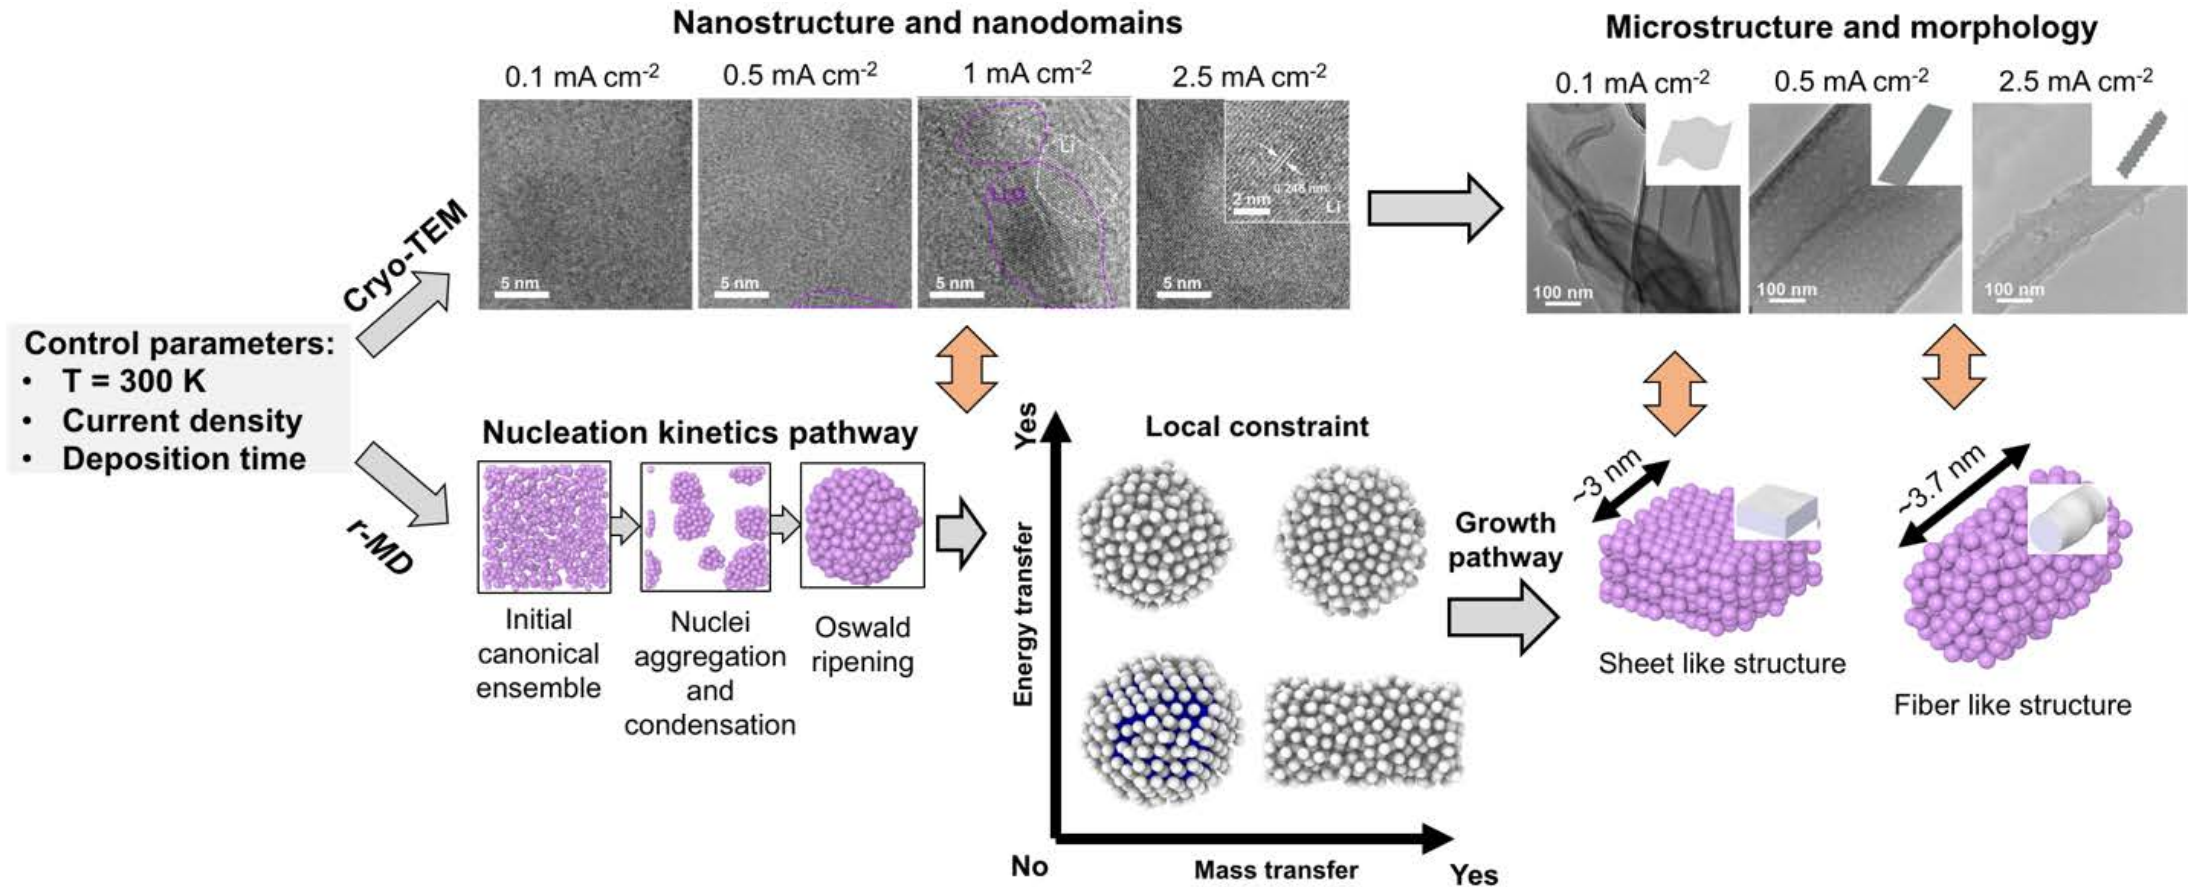 Nanostructure and nanodomains
Microstructure and morphology
0.1 mA cm-2
0.5 mA cm-2
1 mA cm-2
2.5 mA cm-2
0.1 mA cm-2
0.5 mA cm-2
2.5 mA cm-2
Li
0.246 nm
2 nm
Li
5 nm
5 nm
5 nm
5 nm
100 nm
100 nm
100 nm
Cryo-TEM
Control parameters:
• T = 300 K
• Current density
• Deposition time
r-MD
Nucleation kinetics pathway
Initial
canonical
ensemble
Nuclei
aggregation
and
condensation
Oswald
ripening
Yes
Energy transfer
Local constraint
No
Mass transfer
Yes
Growth
pathway
~3 nm
Sheet like structure
~3.7 nm
Fiber like structure